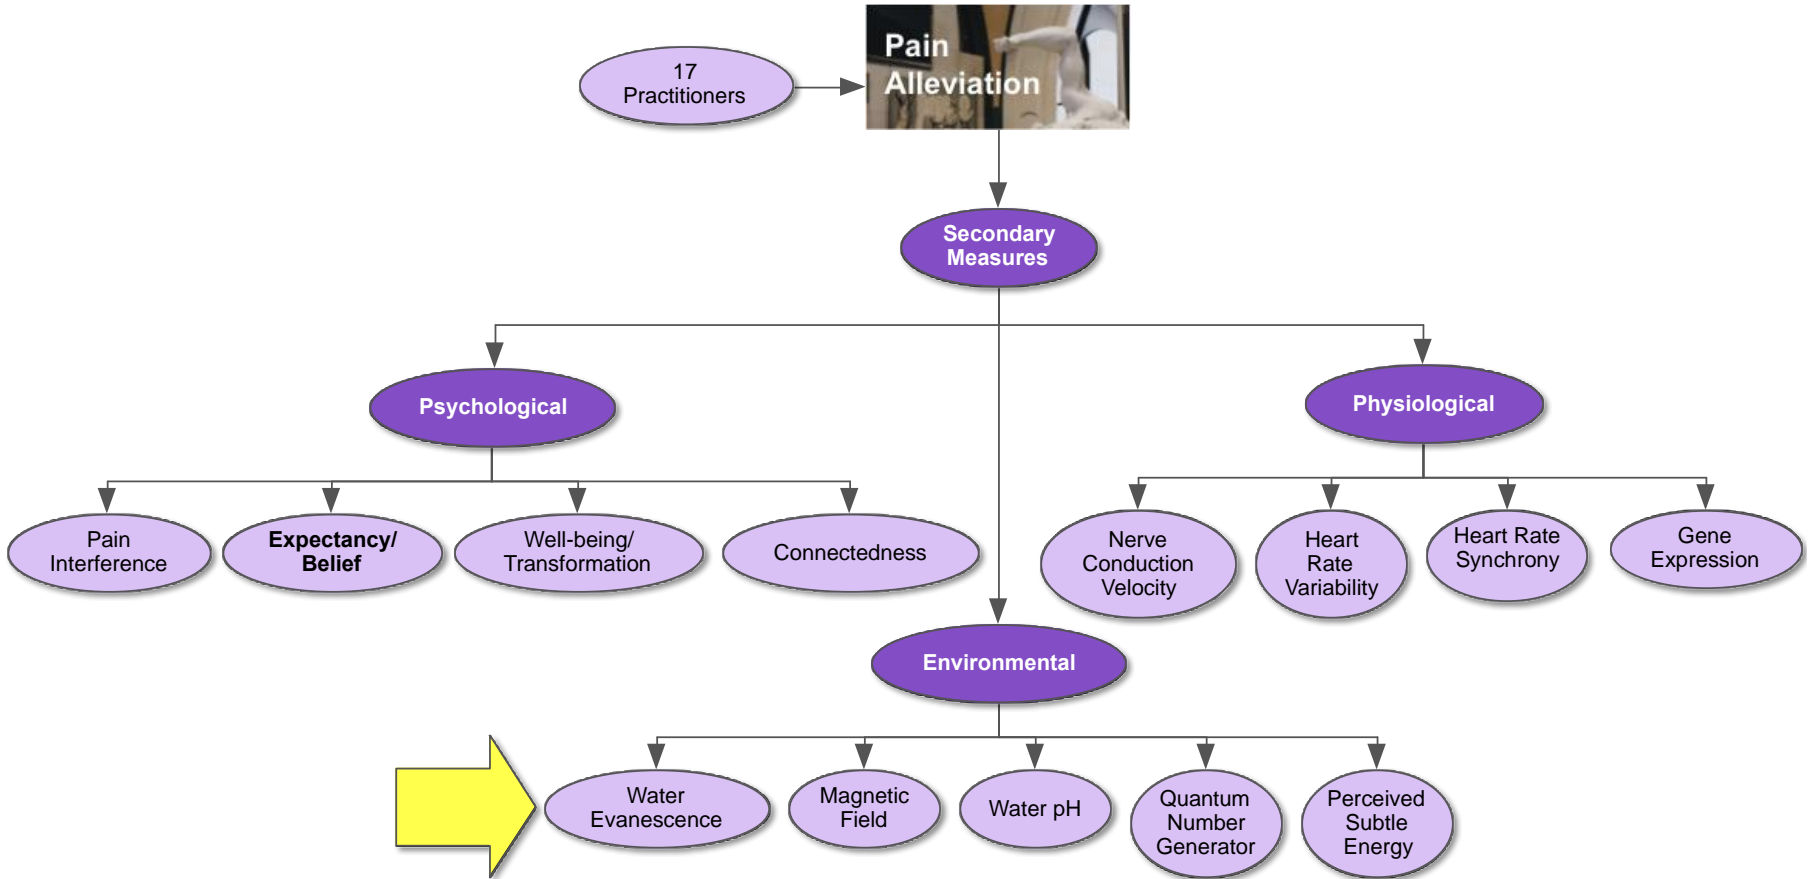 17
Practitioners
Pain
Alleviation
Secondary
Measures
Psychological
Physiological
Pain
Interference
Expectancy/
Belief
Well-being/
Transformation
Connectedness
Nerve
Conduction
Velocity
Heart
Rate
Variability
Heart Rate
Synchrony
Gene
Expression
Environmental
Water
Evanescence
Magnetic
Field
Water pH
Quantum
Number
Generator
Perceived
Subtle
Energy